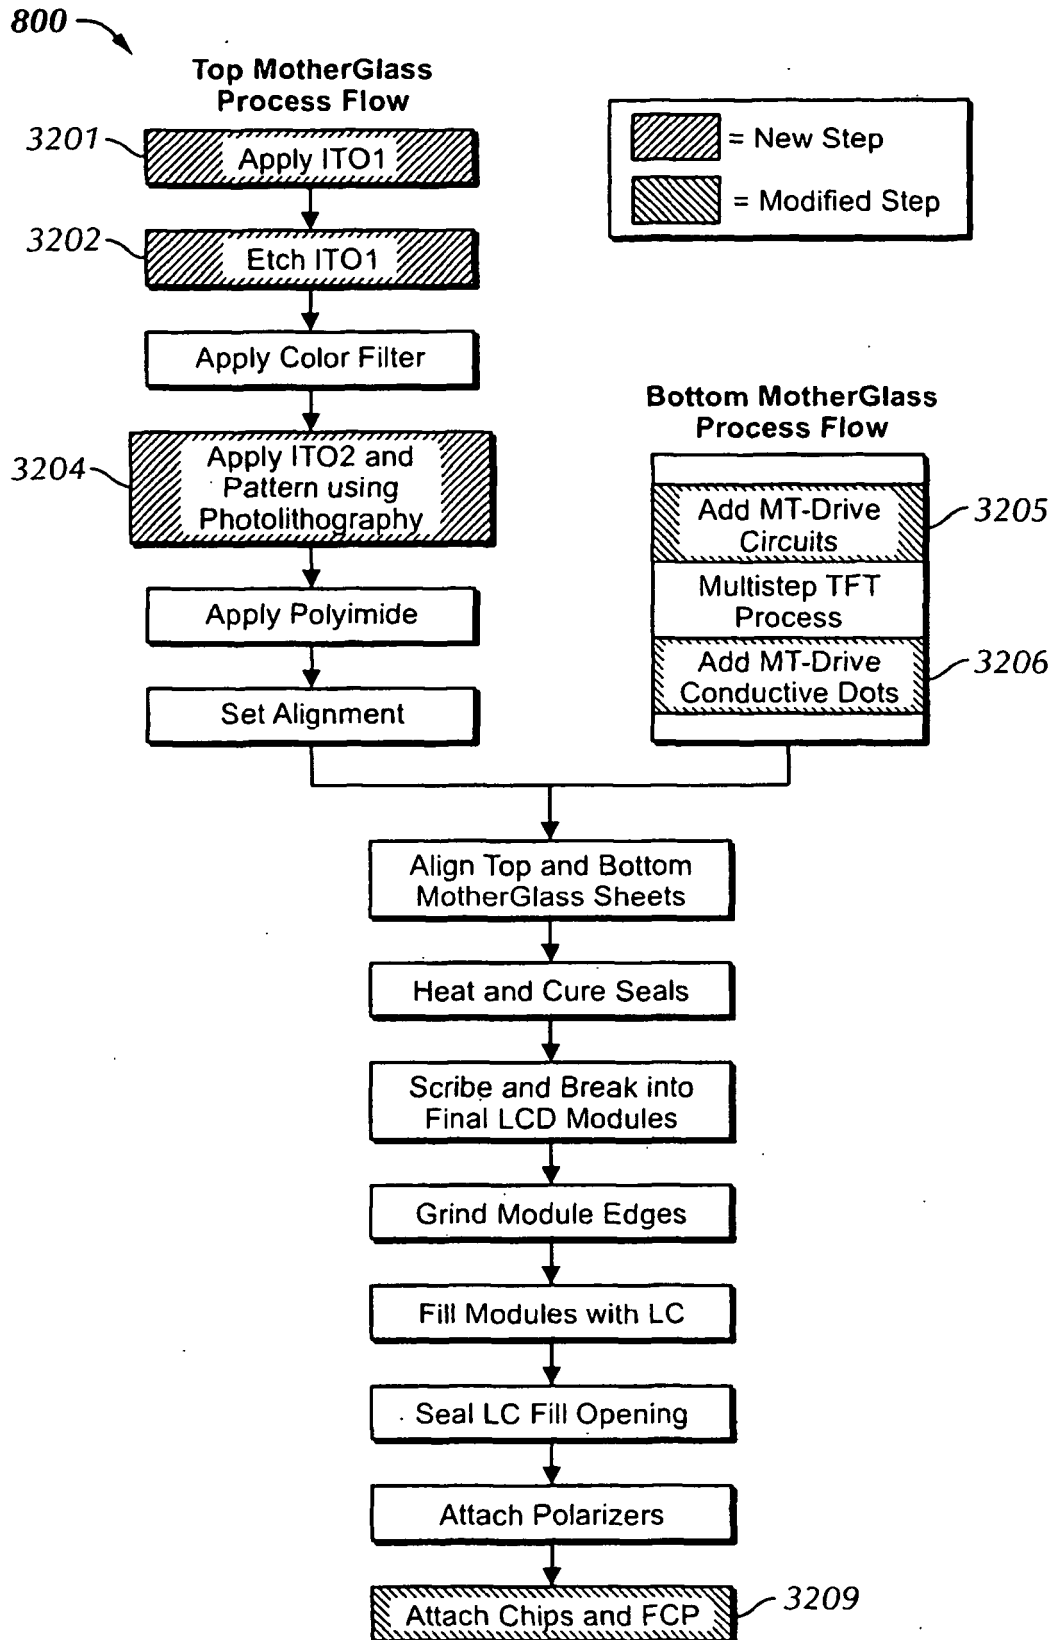 800
Top MotherGlass
Process Flow
3201
Apply ITO1
= New Step
= Modified Step
3202
Etch ITO1
Apply Color Filter
Bottom MotherGlass
Process Flow
3204
Apply ITO2 and
Pattern using
Photolithography
Add MT-Drive
Circuits
3205
Multistep TFT
Process
Add MT-Drive
Conductive Dots
3206
Apply Polyimide
Set Alignment
Align Top and Bottom
MotherGlass Sheets
Heat and Cure Seals
Scribe and Break into
Final LCD Modules
Grind Module Edges
Fill Modules with LC
Seal LC Fill Opening
Attach Polarizers
Attach Chips and FCP
3209